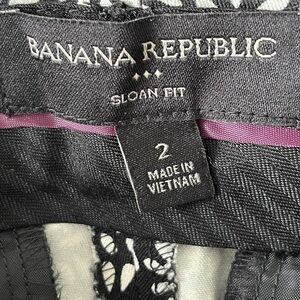 BANANA REPUBLIC
SLOAN FIT
2
MADE IN
VIETNAM